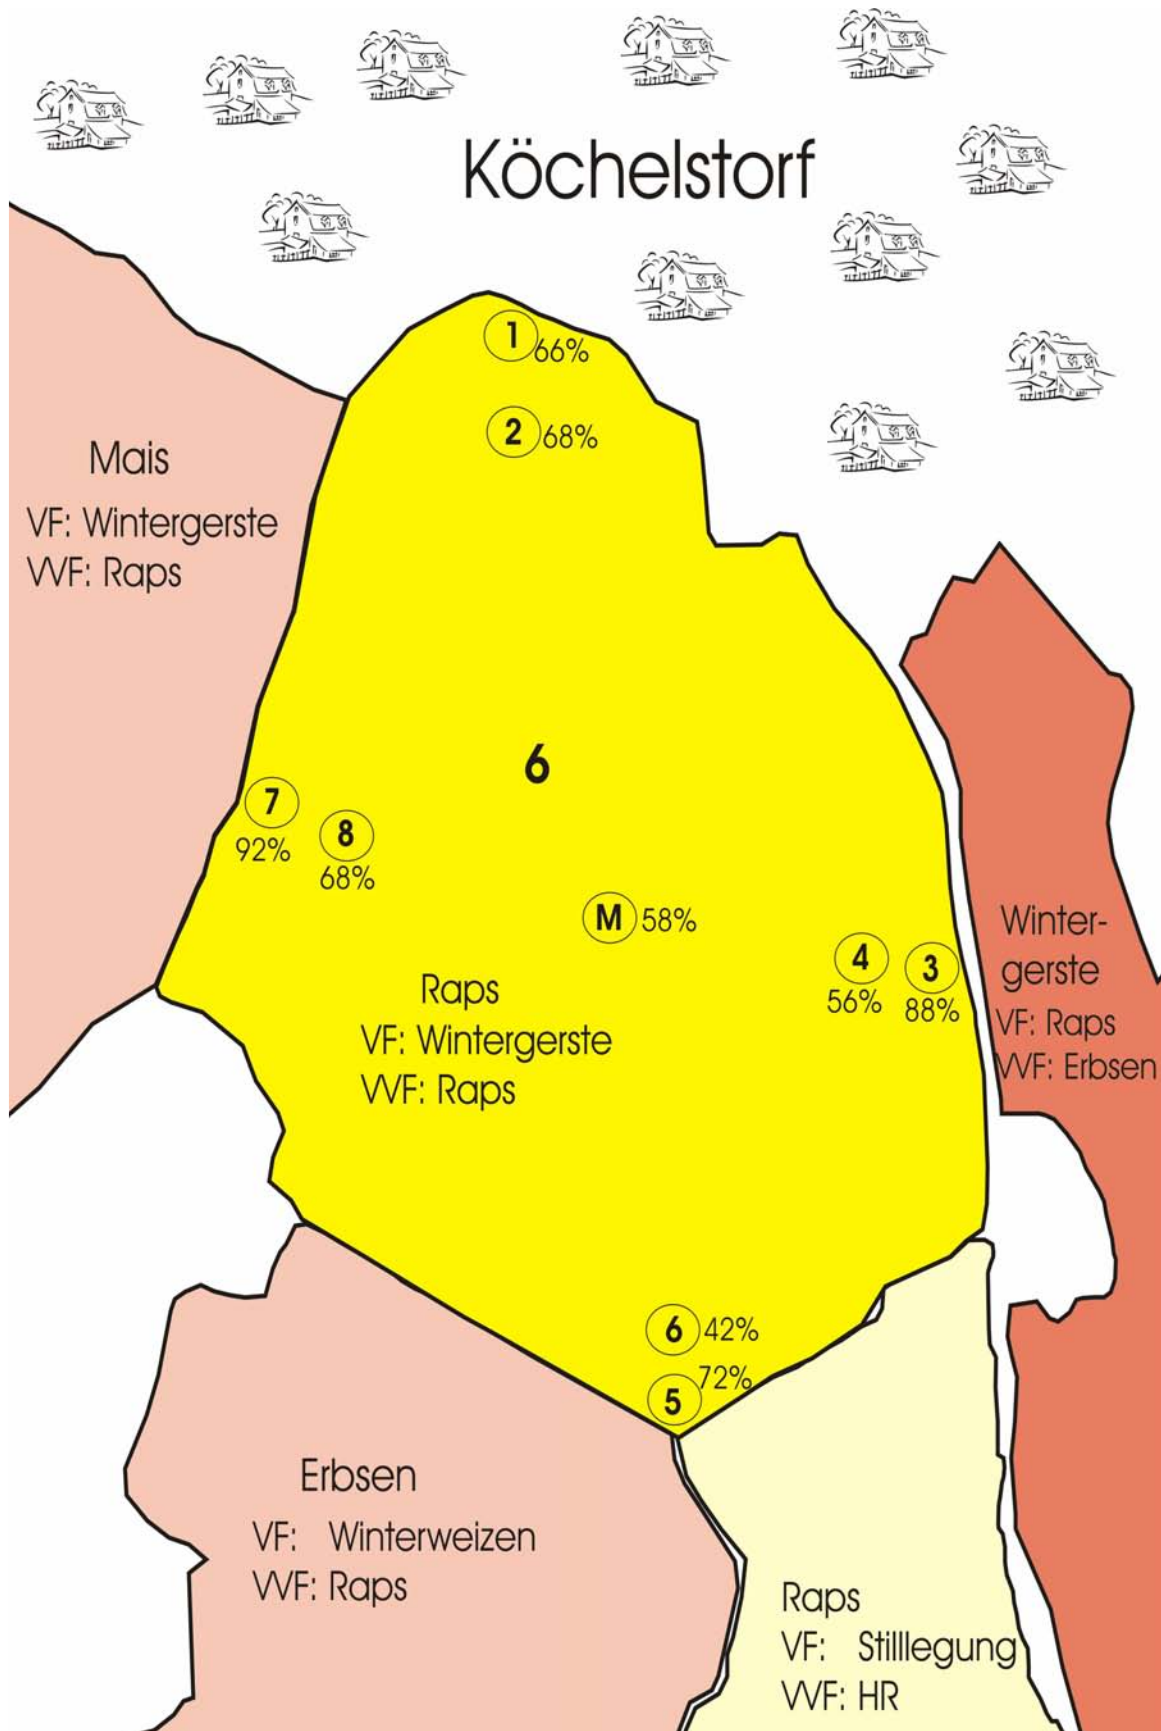 Köchelstorf
1 66%
2 68%
Mais
VF: Wintergerste
VVF: Raps
6
7
92%
8
68%
M 58%
4
56%
3
88%
Raps
VF: Wintergerste
VVF: Raps
Winter-
gerste
VF: Raps
VVF: Erbsen
6 42%
72%
5
Erbsen
VF: Winterweizen
VVF: Raps
Raps
VF: Stilllegung
VVF: HR